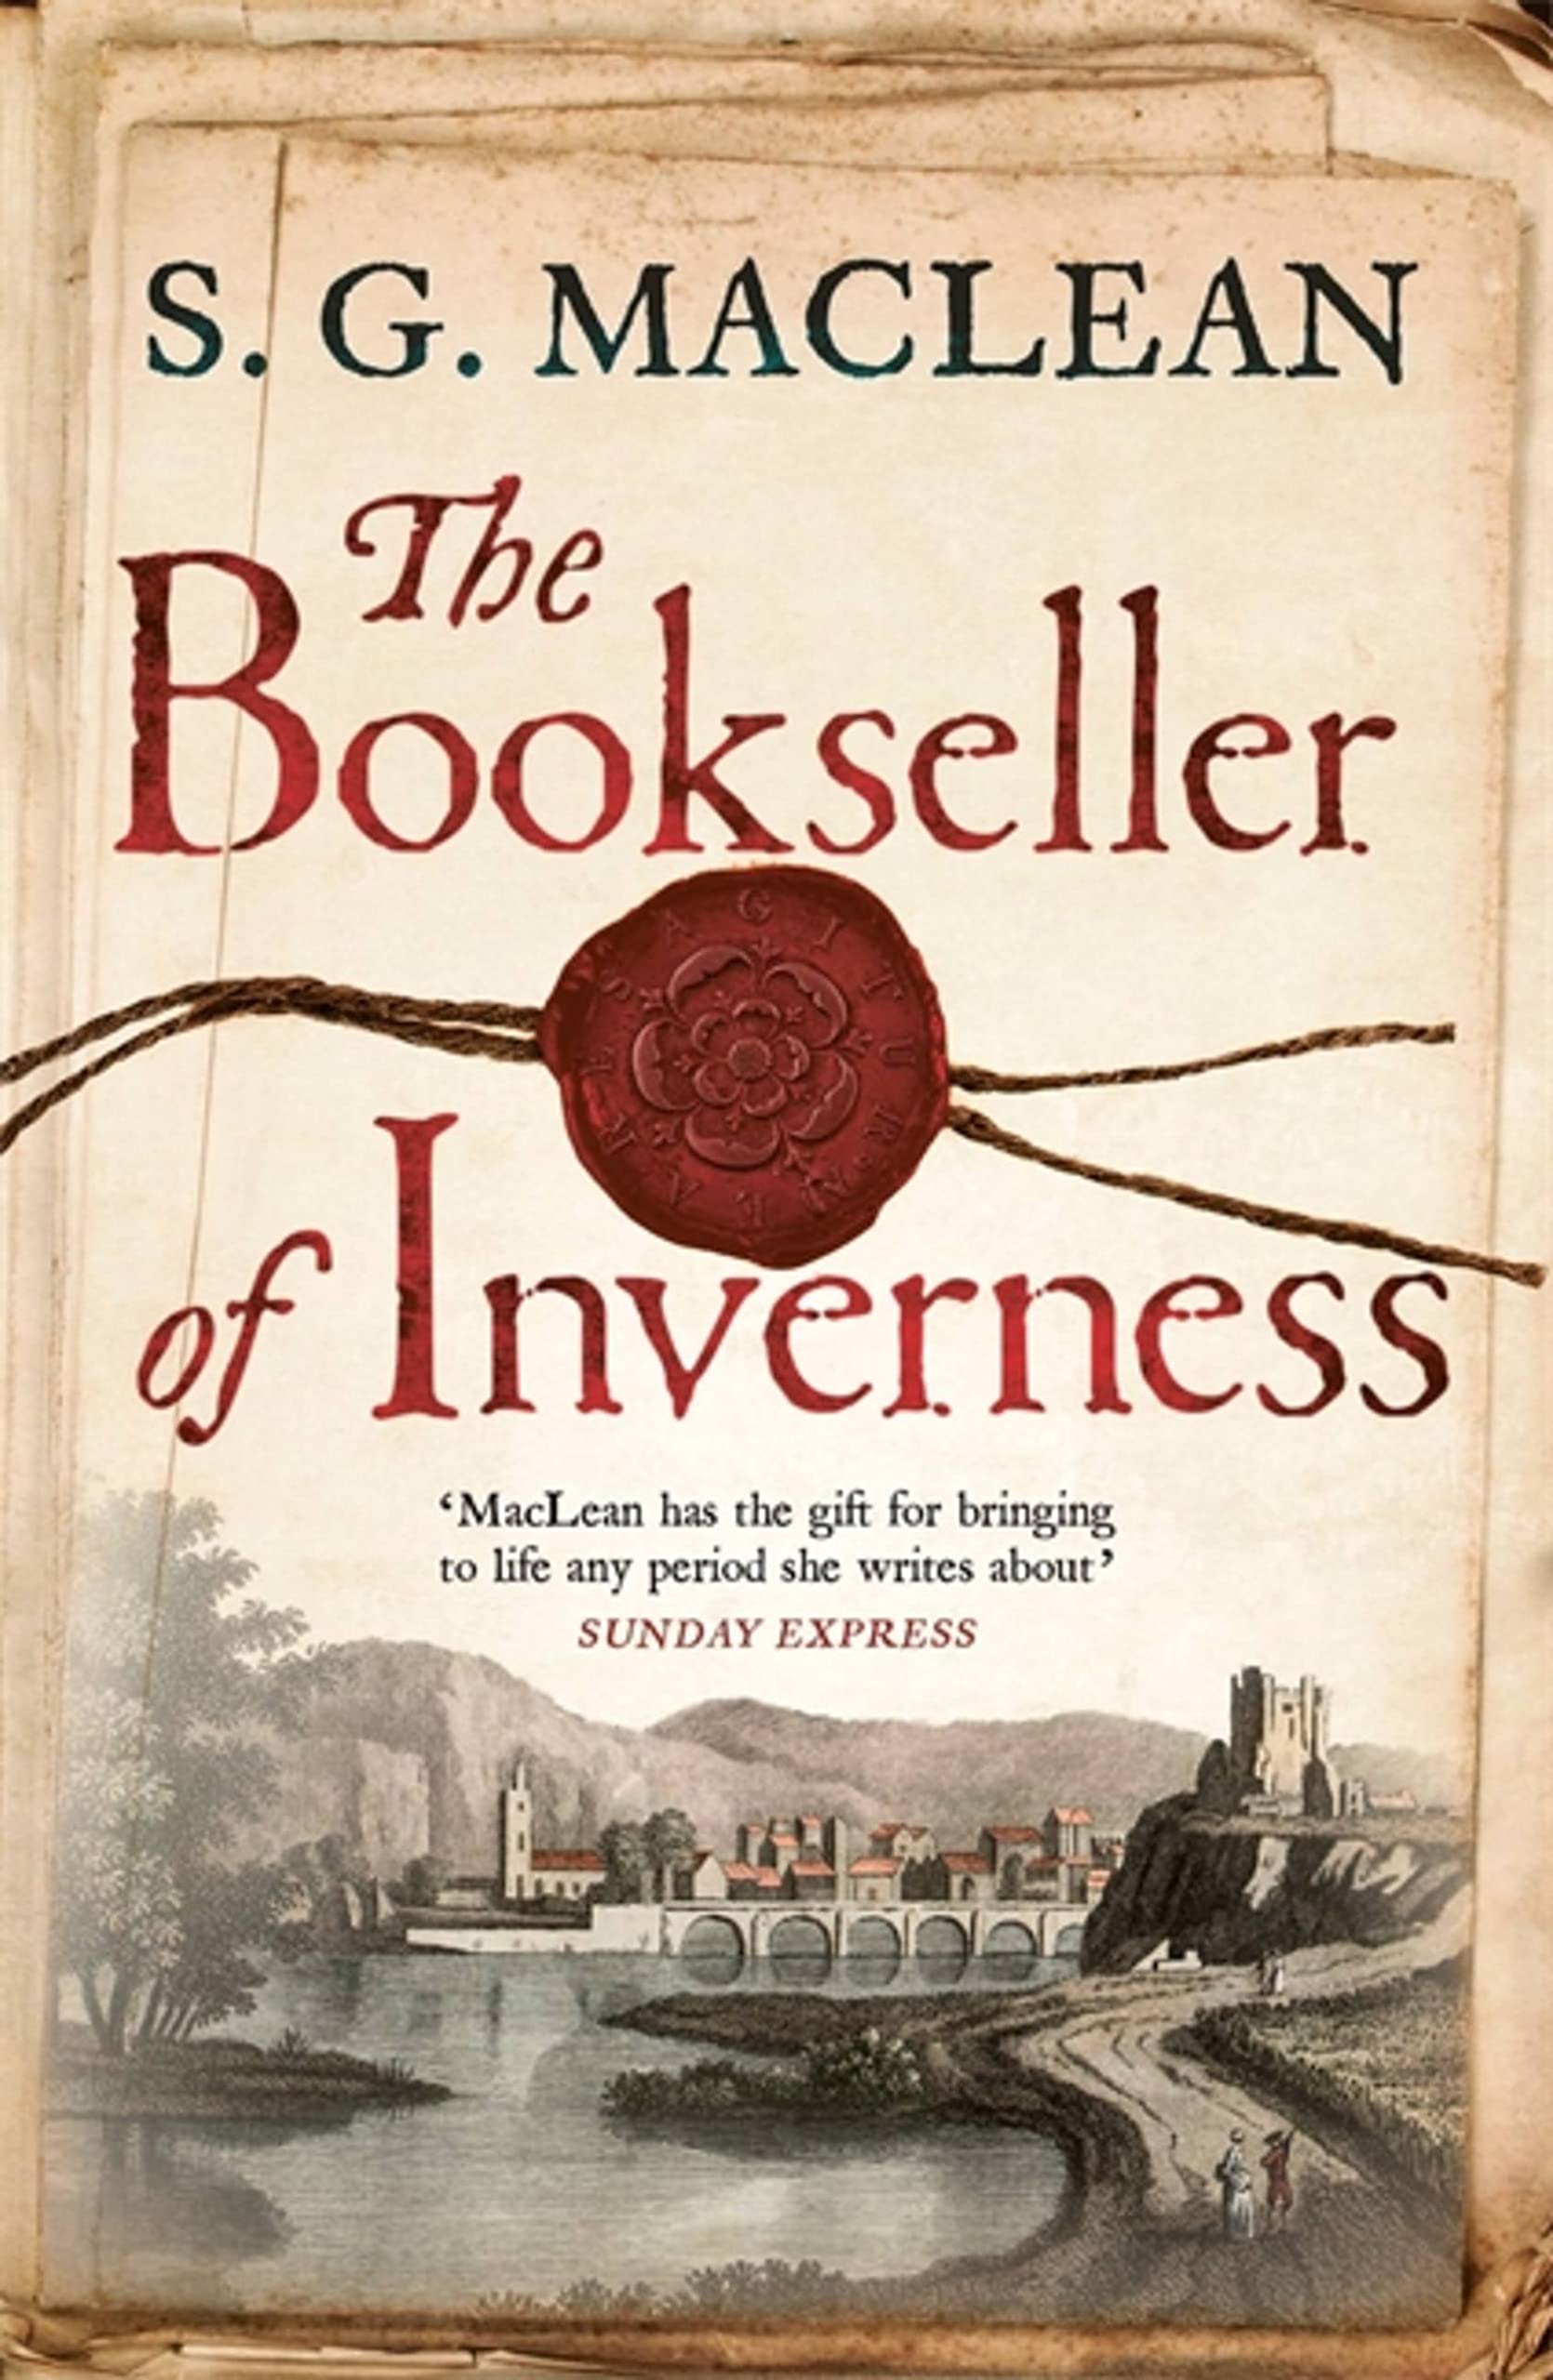 S. G. MACLEAN
The
Bookseller
of Inverness
‘MacLean has the gift for bringing
to life any period she writes about’
SUNDAY EXPRESS